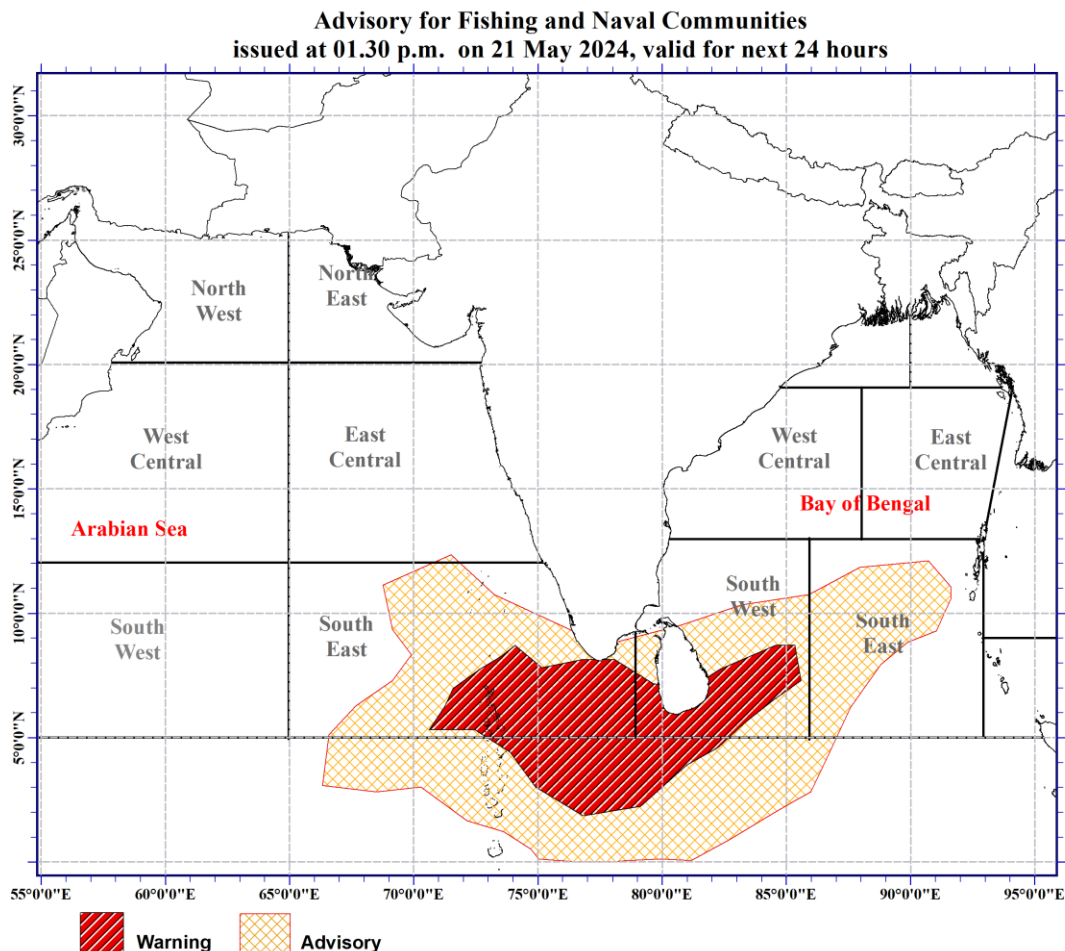 Advisory for Fishing and Naval Communities
issued at 01.30 p.m. on 21 May 2024, valid for next 24 hours
30°0'0"N
25°0'0"N
20°0'0"N
15°0'0"N
10°0'0"N
5°0'0"N
North
West
North
East
West
Central
East
Central
West
Central
East
Central
Arabian Sea
Bay of Bengal
South
West
South
East
South
West
South
East
55°0'0"E
60°0'0"E
65°0'0"E
70°0'0"E
75°0'0"E
80°0'0"E
85°0'0"E
90°0'0"E
95°0'0"E
Warning
Advisory